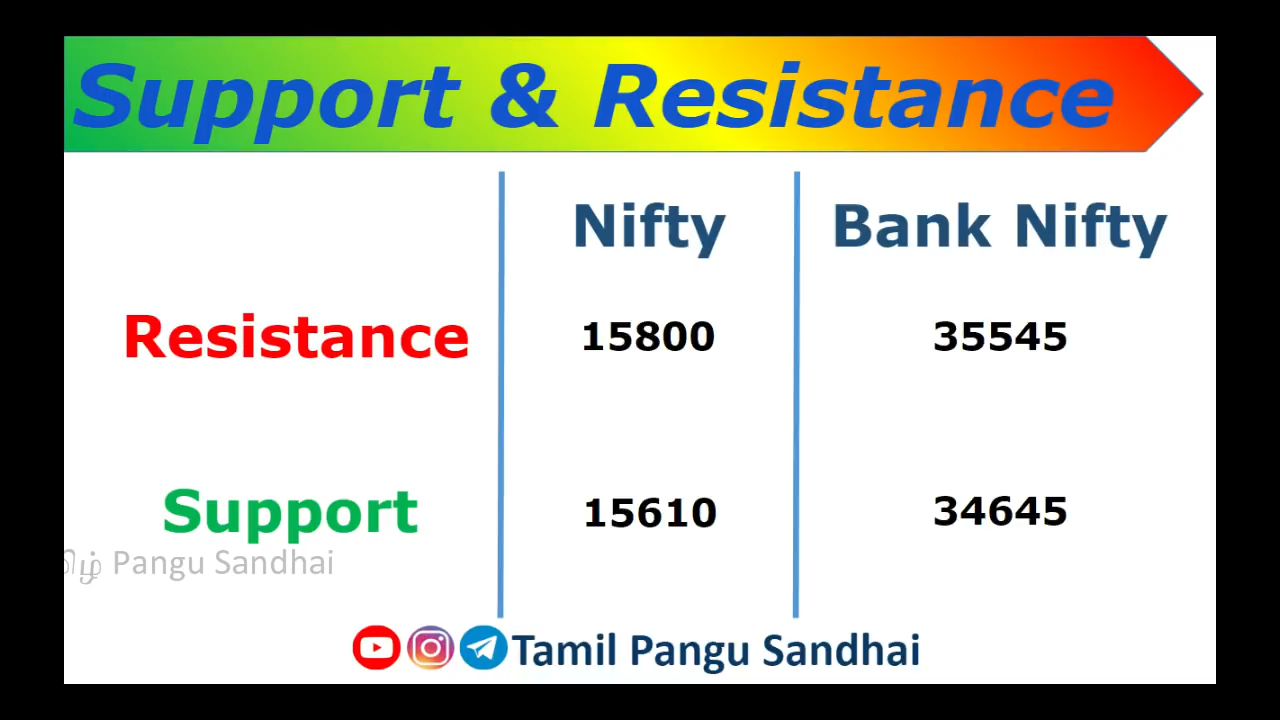 Support & Resistance
Nifty Bank Nifty
Resistance 15800 35545
Support 15610 34645
Pangu Sandhai
Tamil Pangu Sandhai